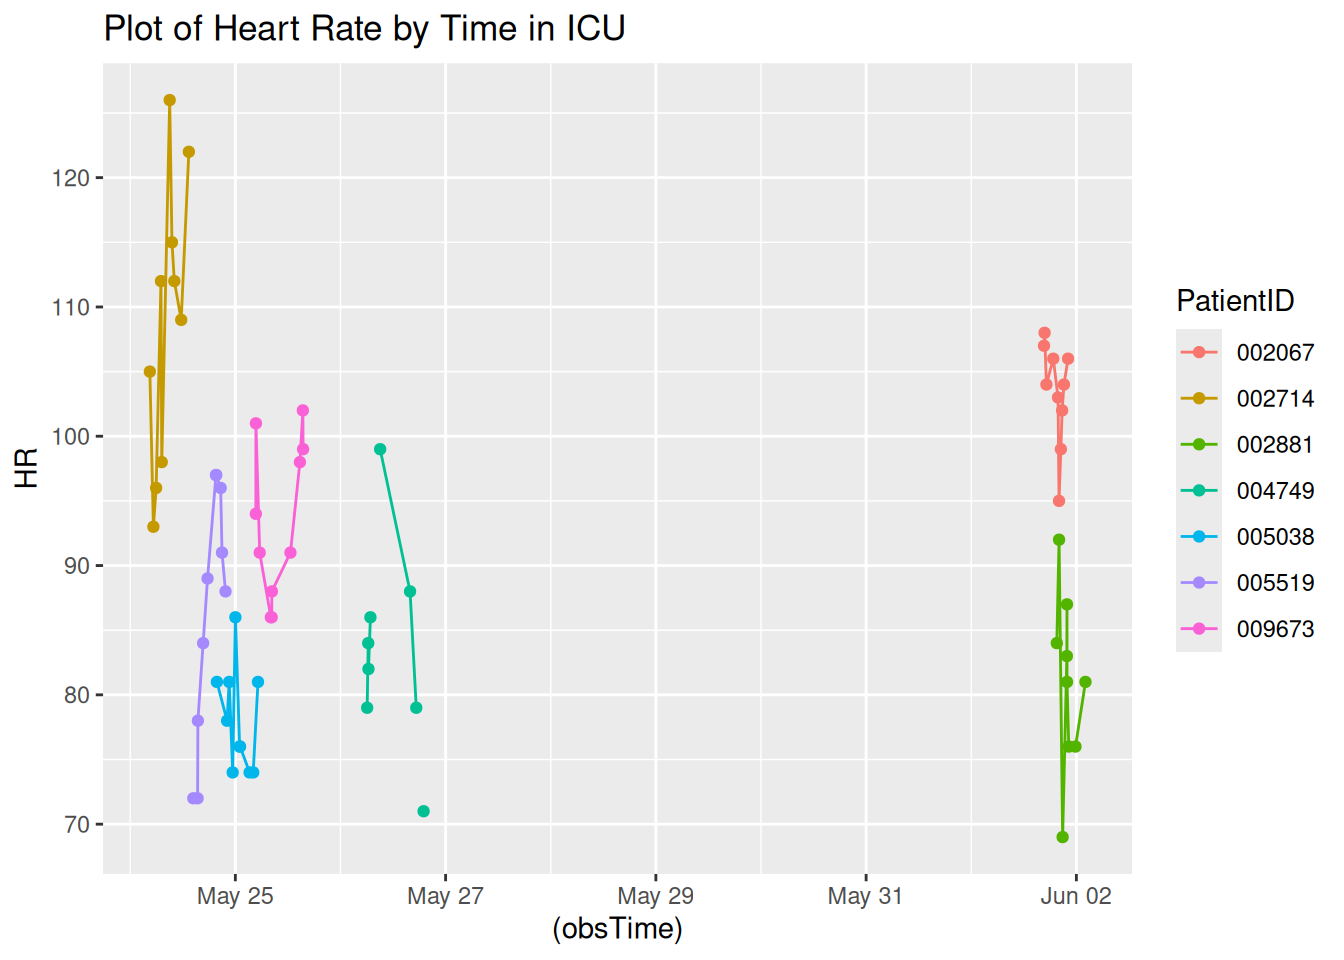 Plot of Heart Rate by Time in ICU
120
110
100
90
80
70
HR
May 25
May 27
May 29
May 31
Jun 02
(obsTime)
PatientID
002067
002714
002881
004749
005038
005519
009673